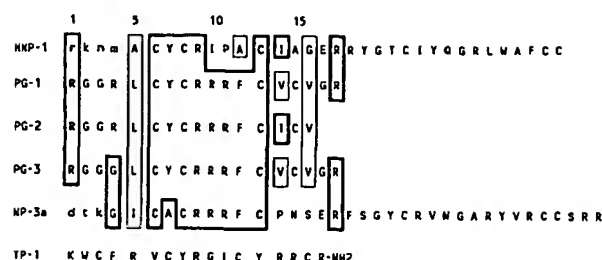 1 5 10 15
HNP-1 r k n m A C Y C R I P A C I A G E R R Y G T C I Y Q G R L W A F C C
PG-1 R G G R L C Y C R R R F C V C V G R
PG-2 R G G R L C Y C R R R F C I C V
PG-3 R G G G L C Y C R R R F C V C V G R
NP-3a d t k G I C A C R R R F C P N S E R F S G Y C R V W G A R Y V R C C S R R
TP-1 K W C F R V C Y R G I C Y R R C R-NH2